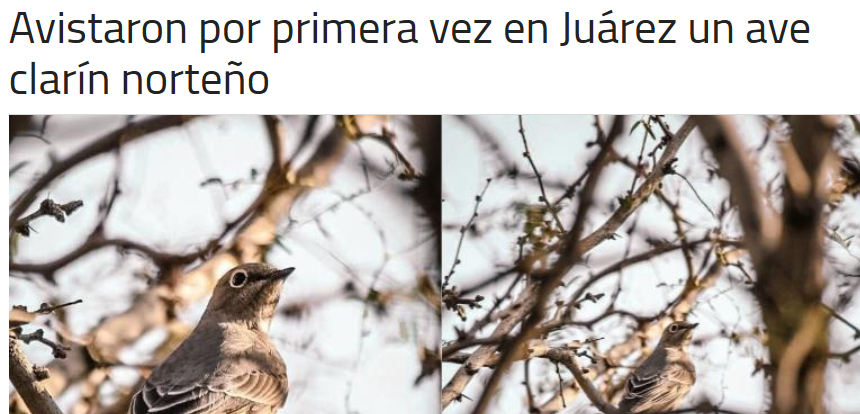 Avistaron por primera vez en Juárez un ave
clarín norteño